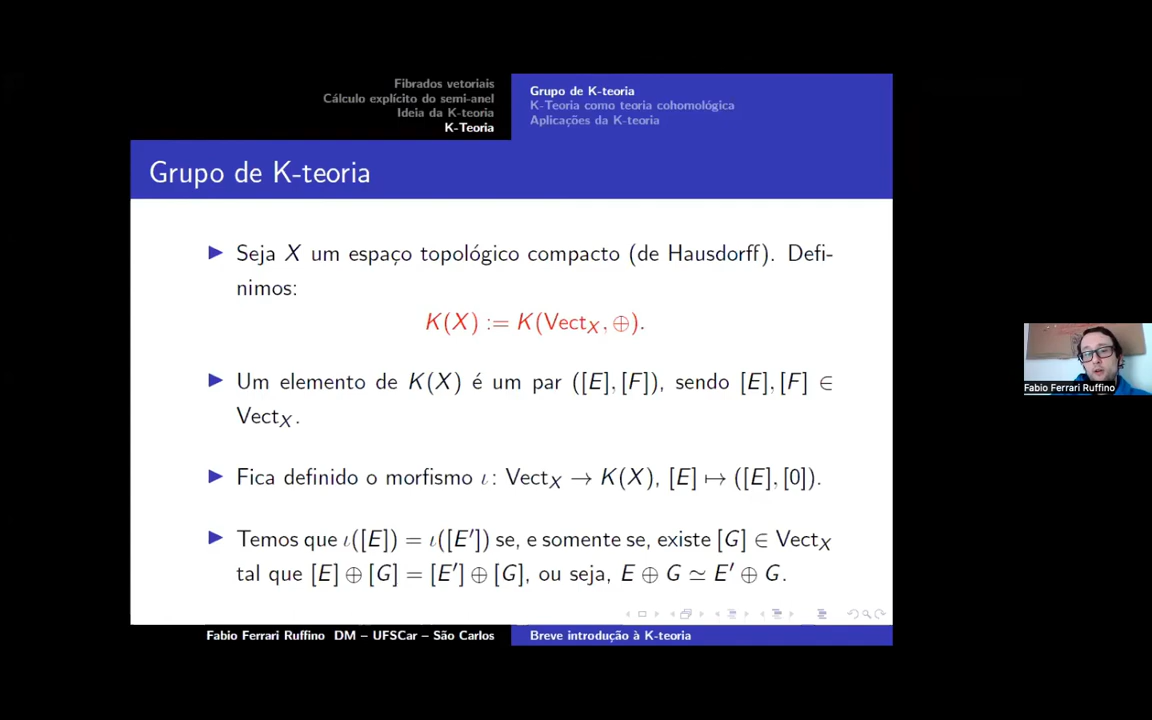 Fibrados vetoriais
Cálculo explícito do semi-anel
Ideia da K-teoria
K-Teoria
Grupo de K-teoria
K-Teoria como teoria cohomológica
Aplicações da K-teoria
Grupo de K-teoria
Seja X um espaço topológico compacto (de Hausdorff). Defi-
nimos:
K(X) := K(Vect_X, ⊕).
Um elemento de K(X) é um par ([E], [F]), sendo [E], [F] ∈
Vect_X.
Fica definido o morfismo ι: Vect_X → K(X), [E] ↦ ([E], [0]).
Temos que ι([E]) = ι([E′]) se, e somente se, existe [G] ∈ Vect_X
tal que [E] ⊕ [G] = [E′] ⊕ [G], ou seja, E ⊕ G ≃ E′ ⊕ G.
Fabio Ferrari Ruffino DM – UFSCar – São Carlos
Breve introdução à K-teoria
Fabio Ferrari Ruffino